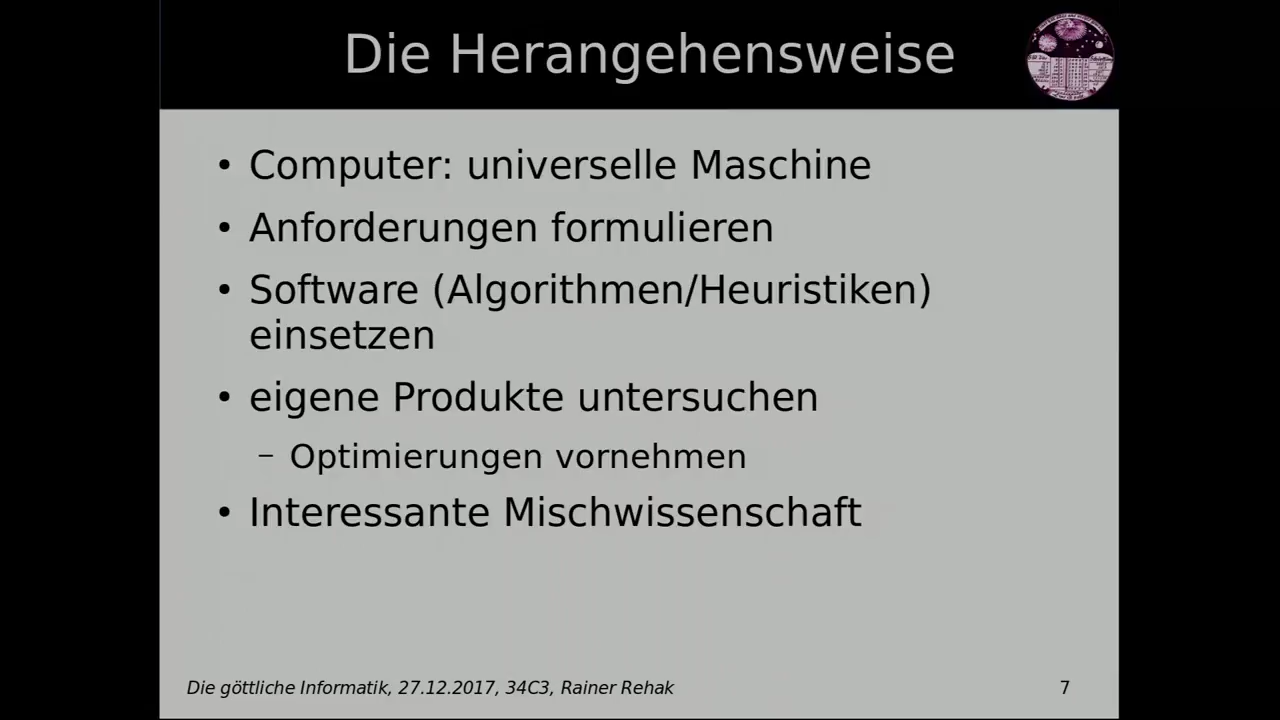 Die Herangehensweise
• Computer: universelle Maschine
• Anforderungen formulieren
• Software (Algorithmen/Heuristiken)
einsetzen
• eigene Produkte untersuchen
– Optimierungen vornehmen
• Interessante Mischwissenschaft
Die göttliche Informatik, 27.12.2017, 34C3, Rainer Rehak
7